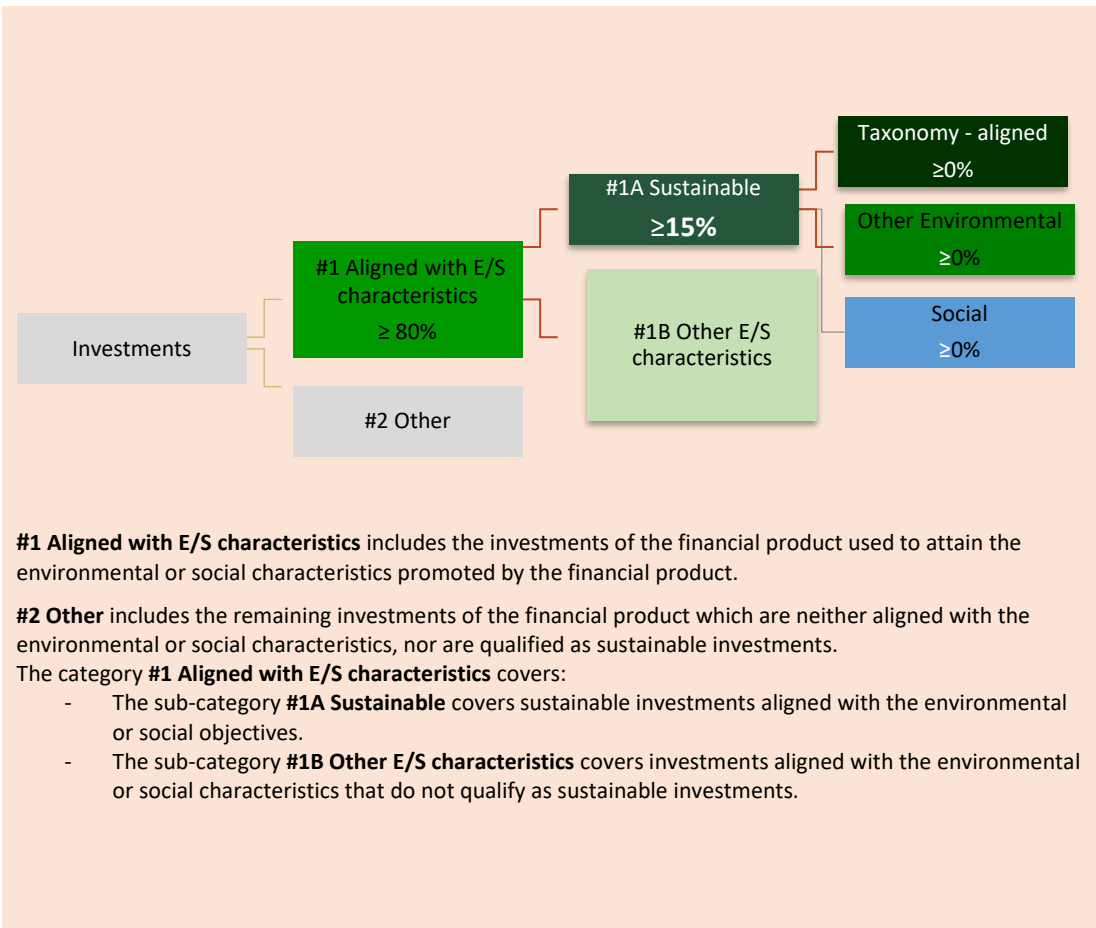 Taxonomy - aligned
≥0%
#1A Sustainable
≥15%
Other Environmental
≥0%
#1 Aligned with E/S
characteristics
≥ 80%
#1B Other E/S
characteristics
Social
≥0%
Investments
#2 Other
#1 Aligned with E/S characteristics includes the investments of the financial product used to attain the
environmental or social characteristics promoted by the financial product.
#2 Other includes the remaining investments of the financial product which are neither aligned with the
environmental or social characteristics, nor are qualified as sustainable investments.
The category #1 Aligned with E/S characteristics covers:
- The sub-category #1A Sustainable covers sustainable investments aligned with the environmental
or social objectives.
- The sub-category #1B Other E/S characteristics covers investments aligned with the environmental
or social characteristics that do not qualify as sustainable investments.